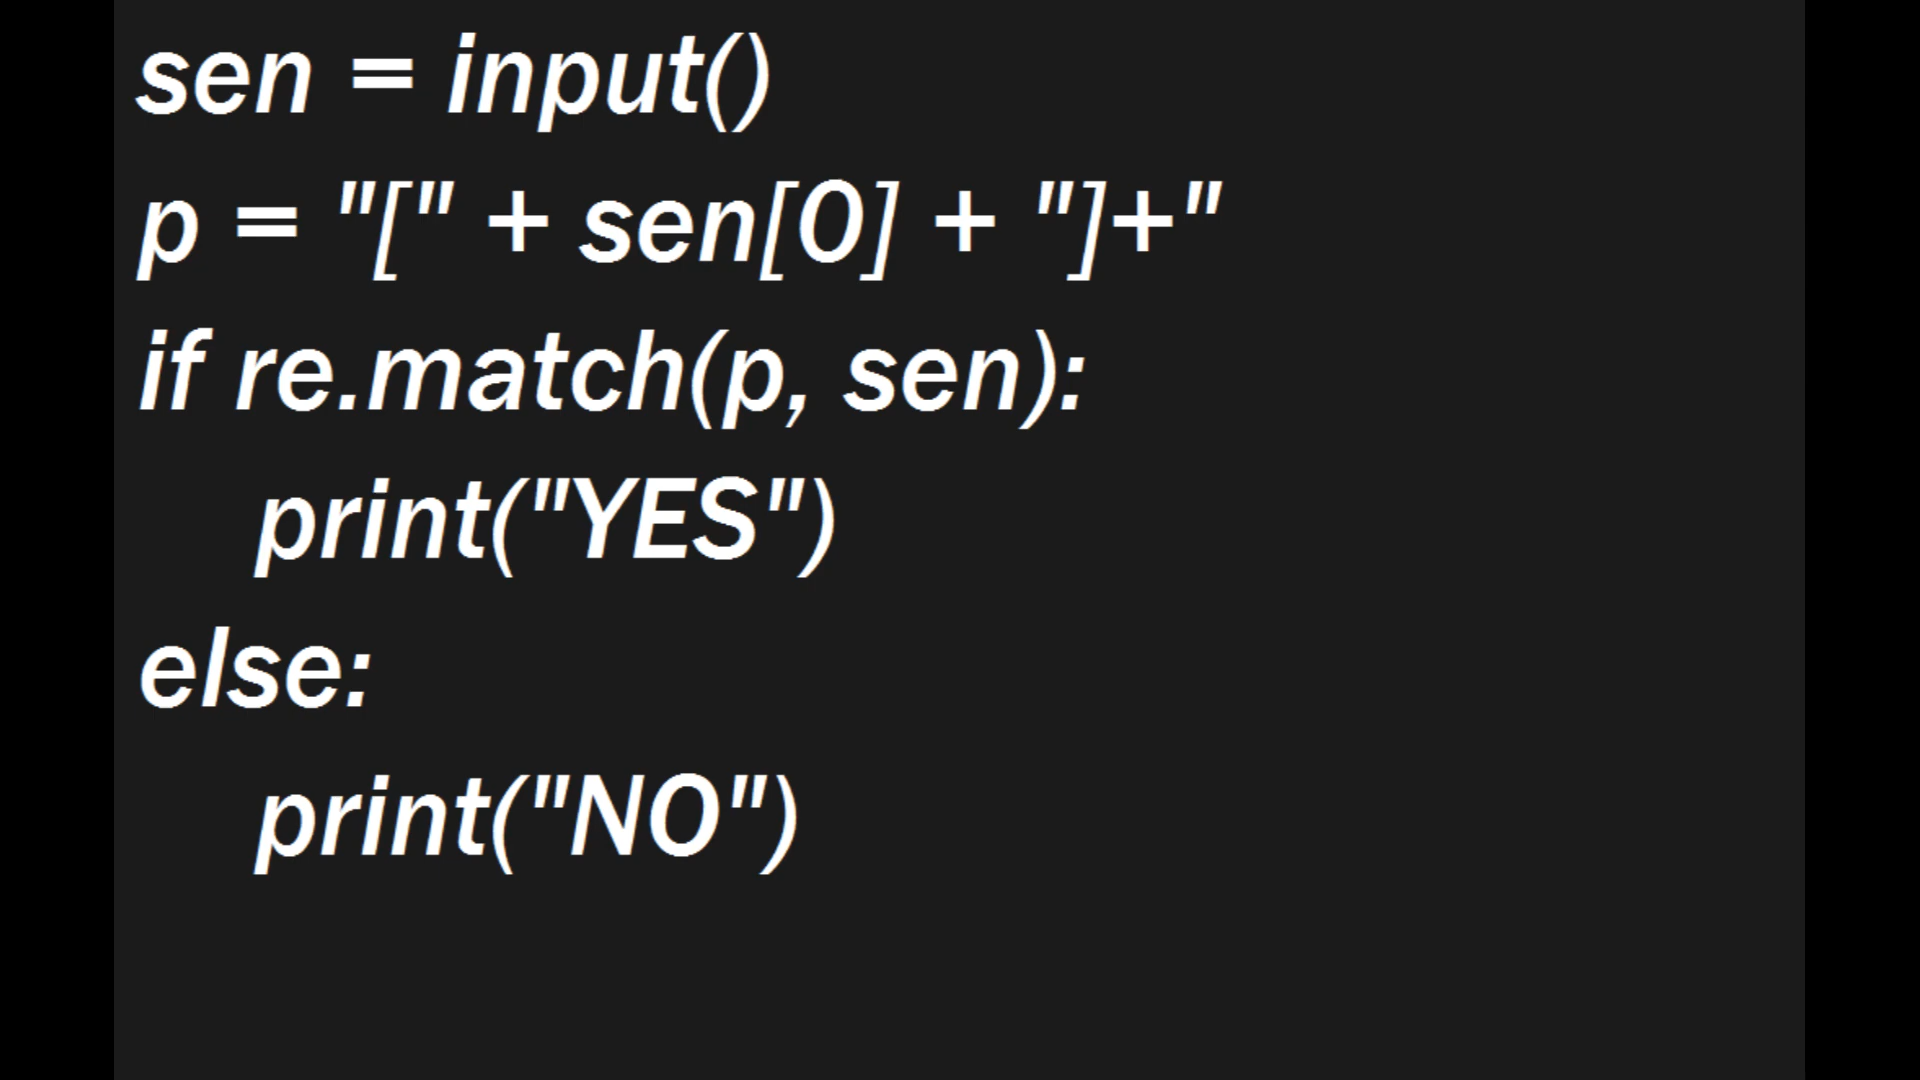 sen = input()
p = "[" + sen[0] + "]+"
if re.match(p, sen):
    print("YES")
else:
    print("NO")